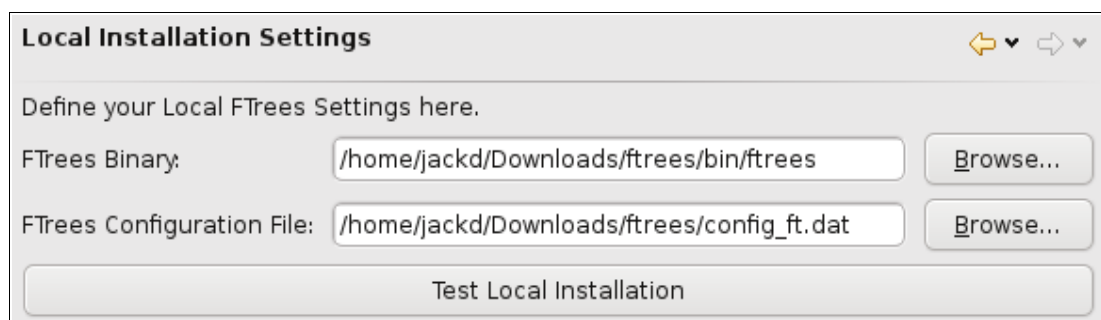 Local Installation Settings
Define your Local FTrees Settings here.
FTrees Binary: /home/jackd/Downloads/ftrees/bin/ftrees Browse...
FTrees Configuration File: /home/jackd/Downloads/ftrees/config_ft.dat Browse...
Test Local Installation